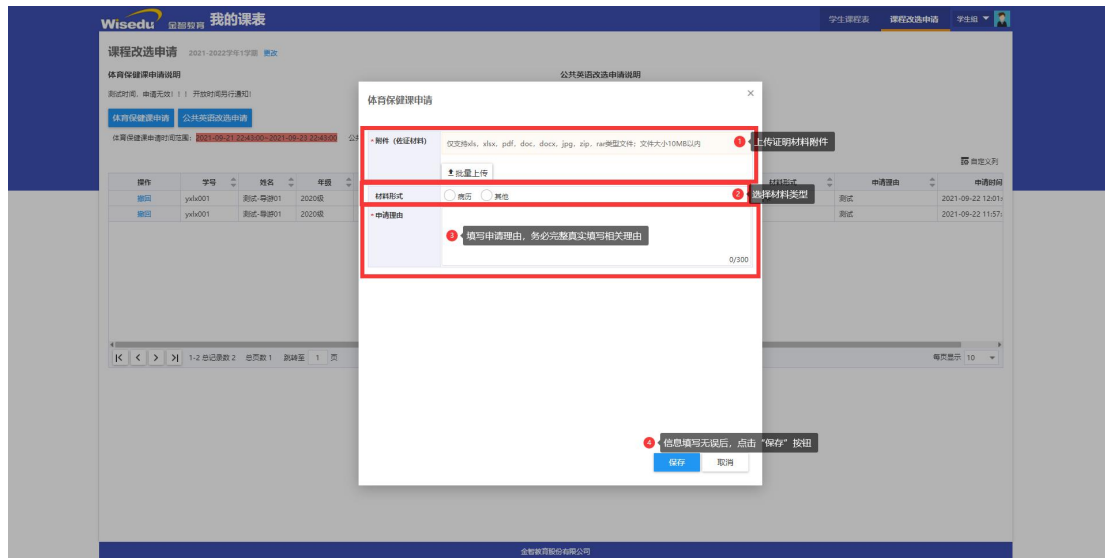 Wisedu 金智教育 我的课表
学生课程表 课程改选申请 学生组
课程改选申请 2021-2022学年1学期 更改
体育保健课申请说明 公共英语改选申请说明
测试时间,申请无效!!! 开放时间另行通知!
体育保健课申请 公共英语改选申请
体育保健课申请时间范围: 2021-09-21 22:43:00~2021-09-23 22:43:00 公
自定义列
操作 学号 姓名 年级 材料形式 申请理由 申请时间
撤回 yxlx001 测试-导游01 2020级 测试 2021-09-22 12:01:
撤回 yxlx001 测试-导游01 2020级 测试 2021-09-22 11:57:
1-2 总记录数 2 总页数 1 跳转至 1 页 每页显示 10
体育保健课申请 ×
*附件(佐证材料) 仅支持xls、xlsx、pdf、doc、docx、jpg、zip、rar类型文件;文件大小10MB以内
1 上传证明材料附件
批量上传
材料形式 病历 其他
2 选择材料类型
*申请理由
3 填写申请理由,务必完整真实填写相关理由
0/300
4 信息填写无误后,点击“保存”按钮
保存 取消
金智教育股份有限公司